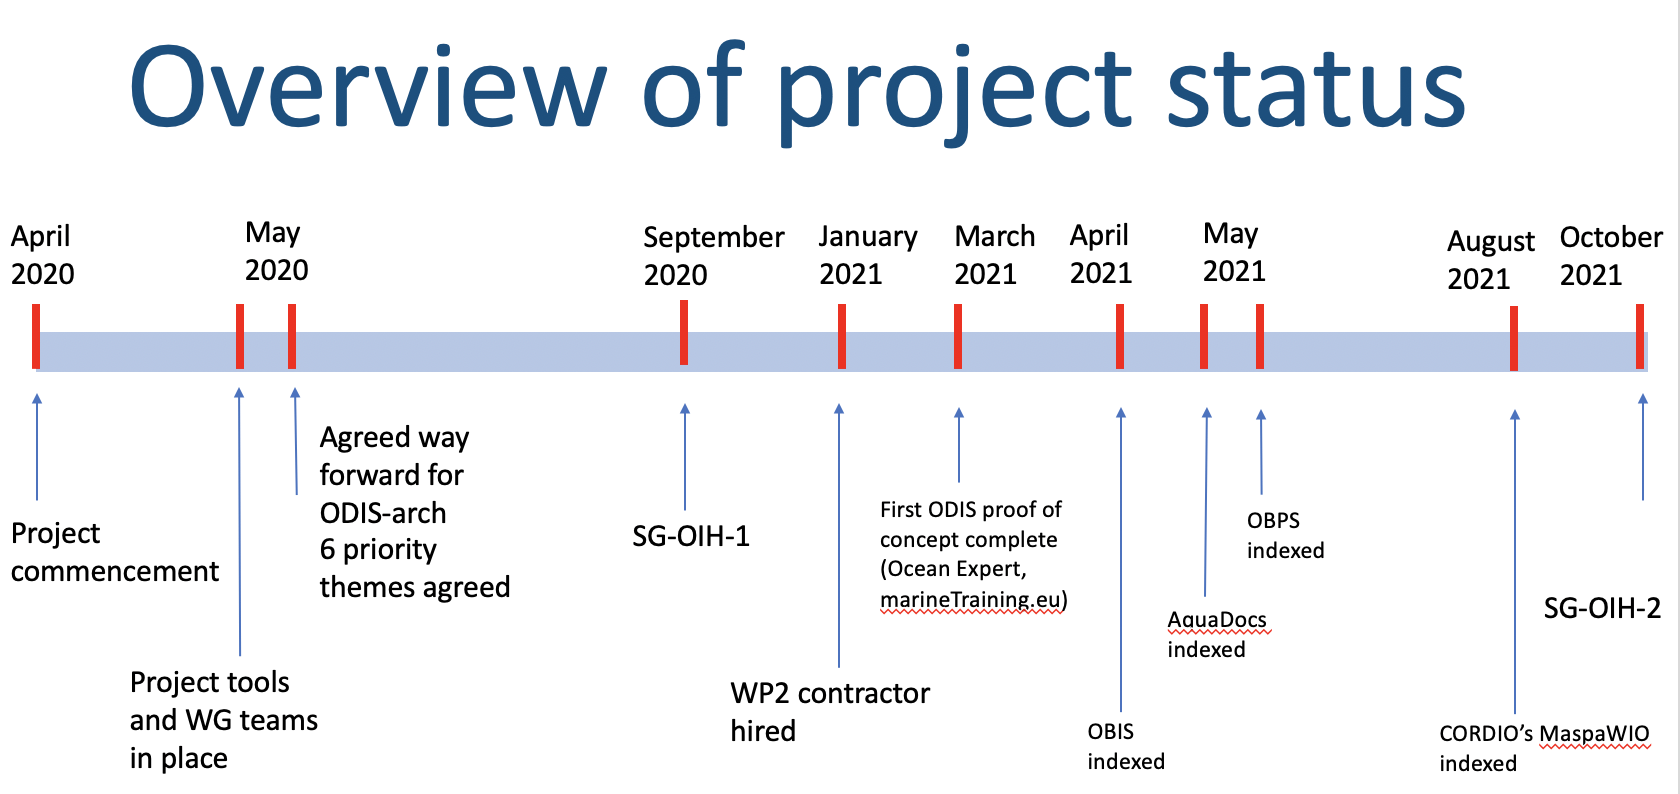 Overview of project status
April
2020
May
2020
September
2020
January
2021
March
2021
April
2021
May
2021
August
2021
October
2021
Project
commencement
Project tools
and WG teams
in place
Agreed way
forward for
ODIS-arch
6 priority
themes agreed
SG-OIH-1
WP2 contractor
hired
First ODIS proof of
concept complete
(Ocean Expert,
marineTraining.eu)
OBIS
indexed
AquaDocs
indexed
OBPS
indexed
CORDIO's MaspaWIO
indexed
SG-OIH-2